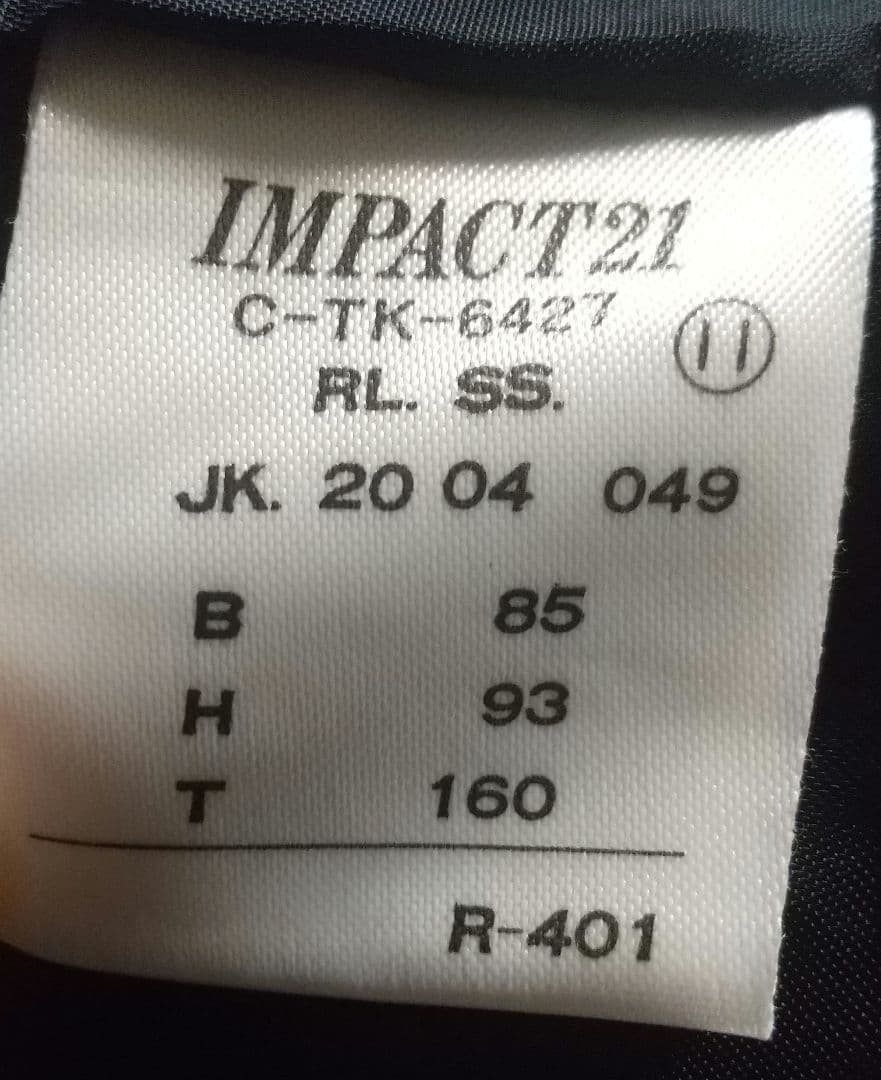 IMPACT21
C-TK-6427
11
RL. SS.
JK. 20 04 049
B 85
H 93
T 160
R-401